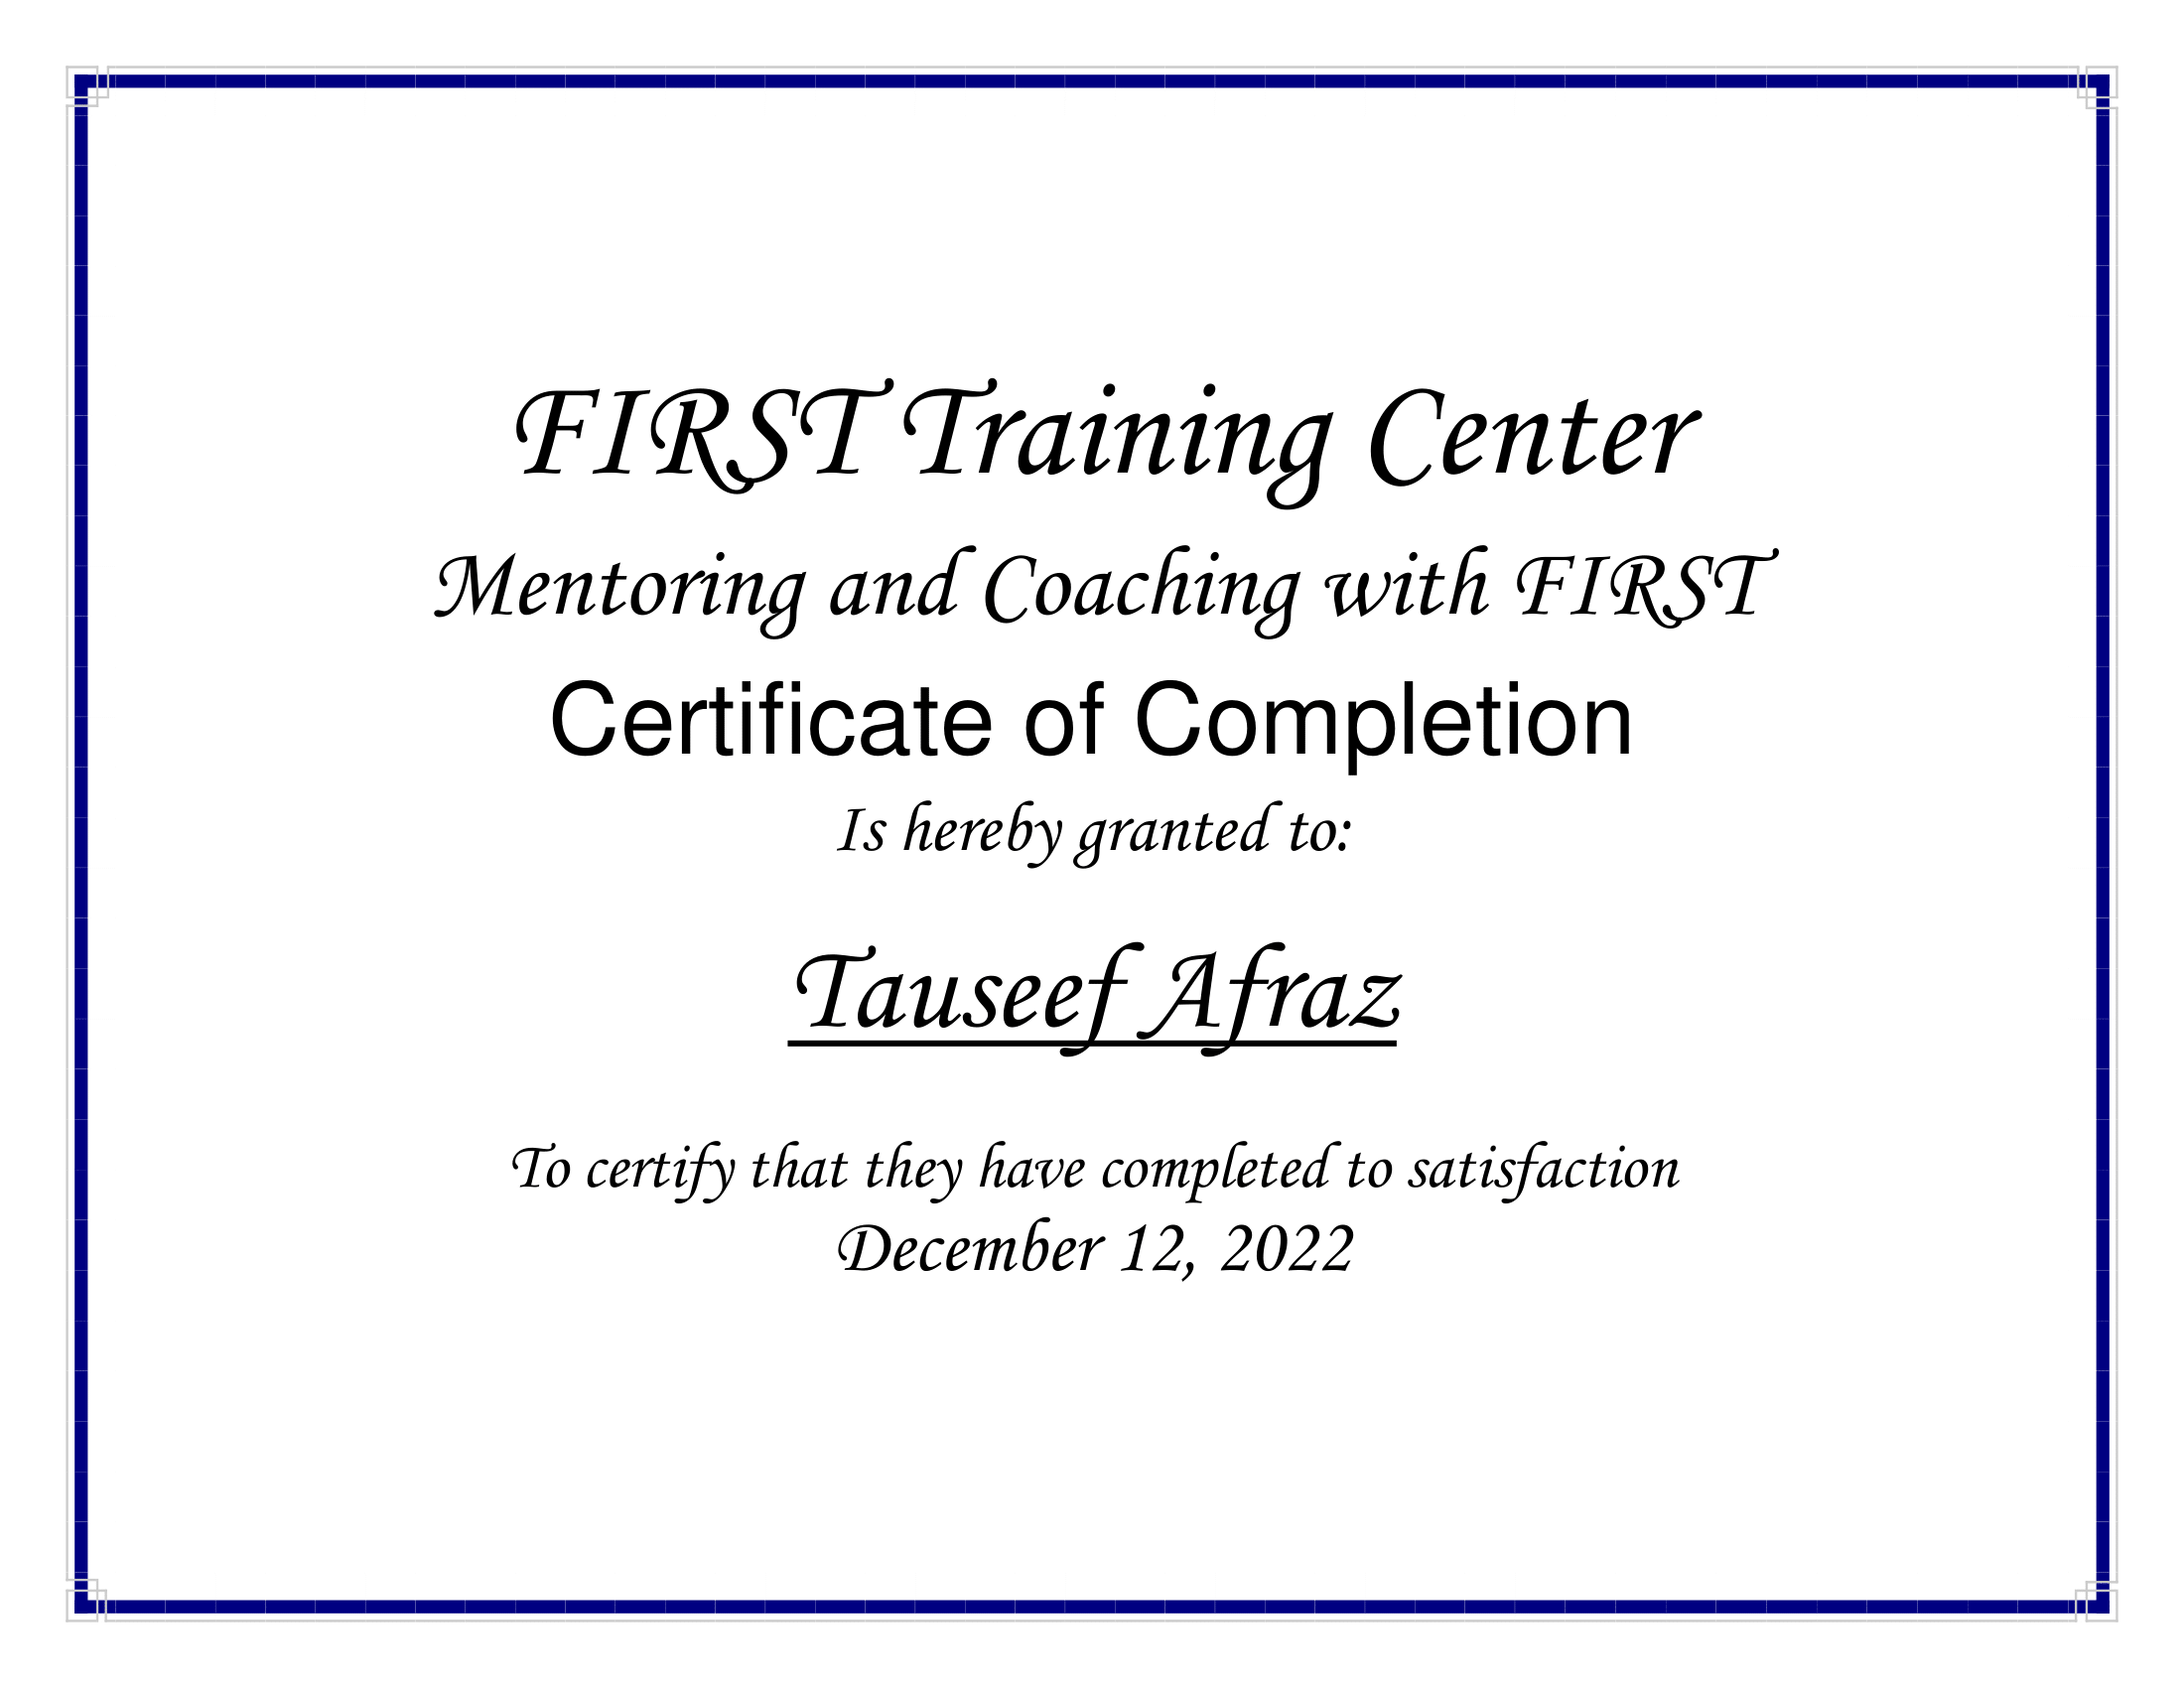 FIRST Training Center
Mentoring and Coaching with FIRST
Certificate of Completion
Is hereby granted to:
Tauseef Afraz
To certify that they have completed to satisfaction
December 12, 2022